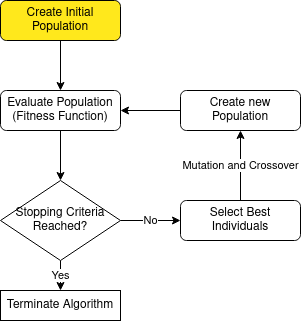 Create Initial
Population
Evaluate Population
(Fitness Function)
Create new
Population
Mutation and Crossover
Stopping Criteria
Reached?
No
Select Best
Individuals
Yes
Terminate Algorithm